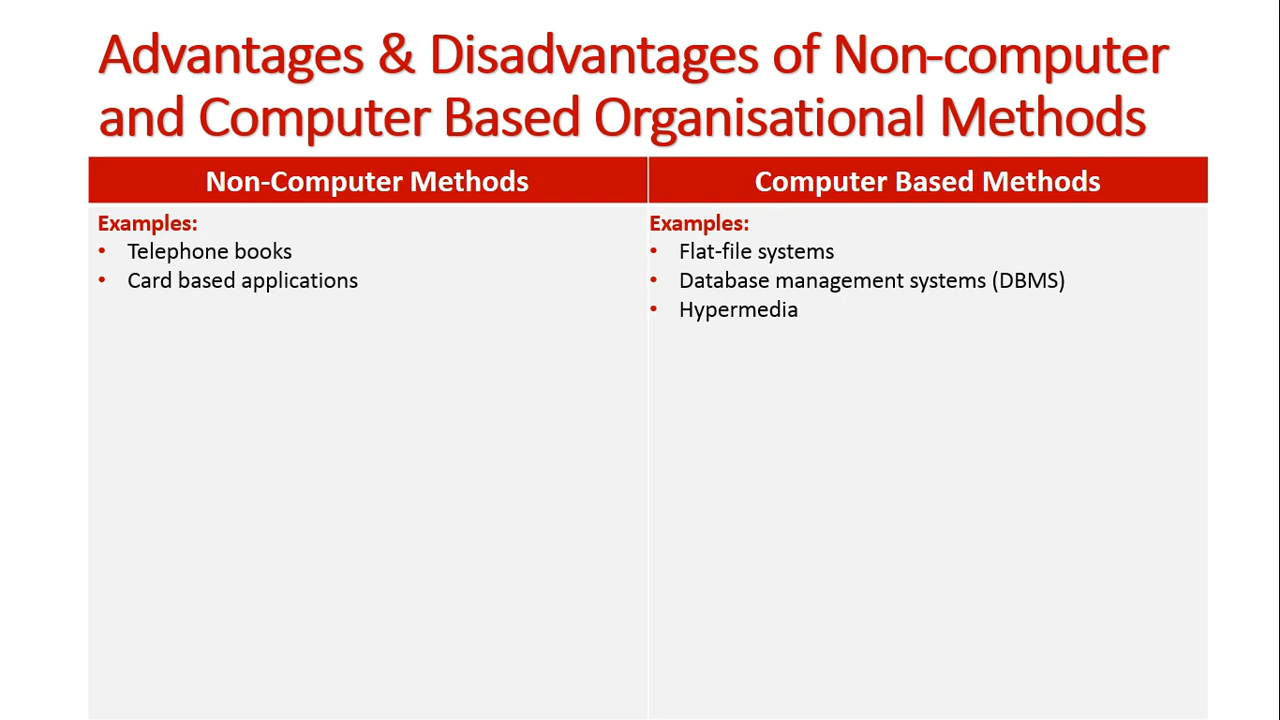 Advantages & Disadvantages of Non-computer
and Computer Based Organisational Methods
Non-Computer Methods
Computer Based Methods
Examples:
• Telephone books
• Card based applications
Examples:
• Flat-file systems
• Database management systems (DBMS)
• Hypermedia